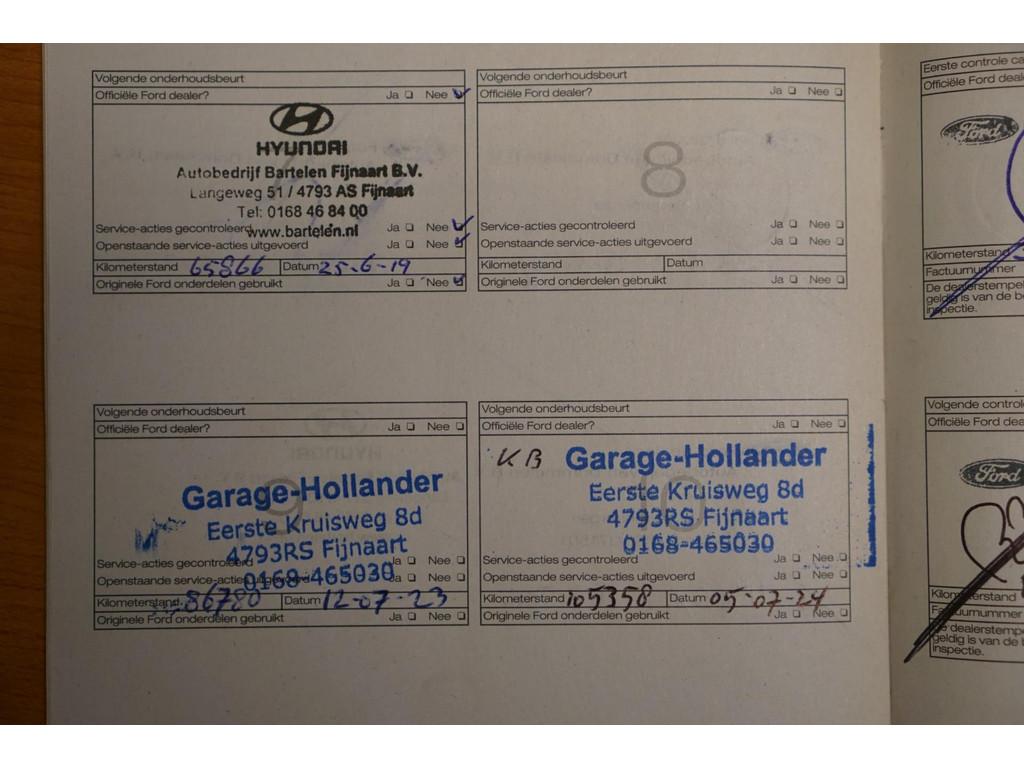 Volgende onderhoudsbeurt
Officiële Ford dealer? Ja Nee
HYUNDAI
Autobedrijf Bartelen Fijnaart B.V.
Langeweg 51 / 4793 AS Fijnaart
Tel: 0168 46 84 00
Service-acties gecontroleerd Ja Nee
www.bartelen.nl
Openstaande service-acties uitgevoerd Ja Nee
Kilometerstand 65866 Datum 25-6-19
Originele Ford onderdelen gebruikt Ja Nee
Volgende onderhoudsbeurt
Officiële Ford dealer? Ja Nee
8
Service-acties gecontroleerd Ja Nee
Openstaande service-acties uitgevoerd Ja Nee
Kilometerstand Datum
Originele Ford onderdelen gebruikt Ja Nee
Volgende onderhoudsbeurt
Officiële Ford dealer? Ja Nee
9
Garage-Hollander
Eerste Kruisweg 8d
4793RS Fijnaart
0168-465030
Service-acties gecontroleerd Ja Nee
Openstaande service-acties uitgevoerd Ja Nee
Kilometerstand 86780 Datum 12-07-23
Originele Ford onderdelen gebruikt Ja Nee
Volgende onderhoudsbeurt
Officiële Ford dealer? Ja Nee
KB
10
Garage-Hollander
Eerste Kruisweg 8d
4793RS Fijnaart
0168-465030
Service-acties gecontroleerd Ja Nee
Openstaande service-acties uitgevoerd Ja Nee
Kilometerstand 105358 Datum 05-07-24
Originele Ford onderdelen gebruikt Ja Nee
Eerste controle ca
Officiële Ford deale
Ford
Kilometerstand
Factuurnummer
De dealerstempel
geldig is van de b
inspectie.
Volgende control
Officiële Ford dea
Ford
Kilometerstand
Factuurnummer
De dealerstempe
geldig is van de
inspectie.